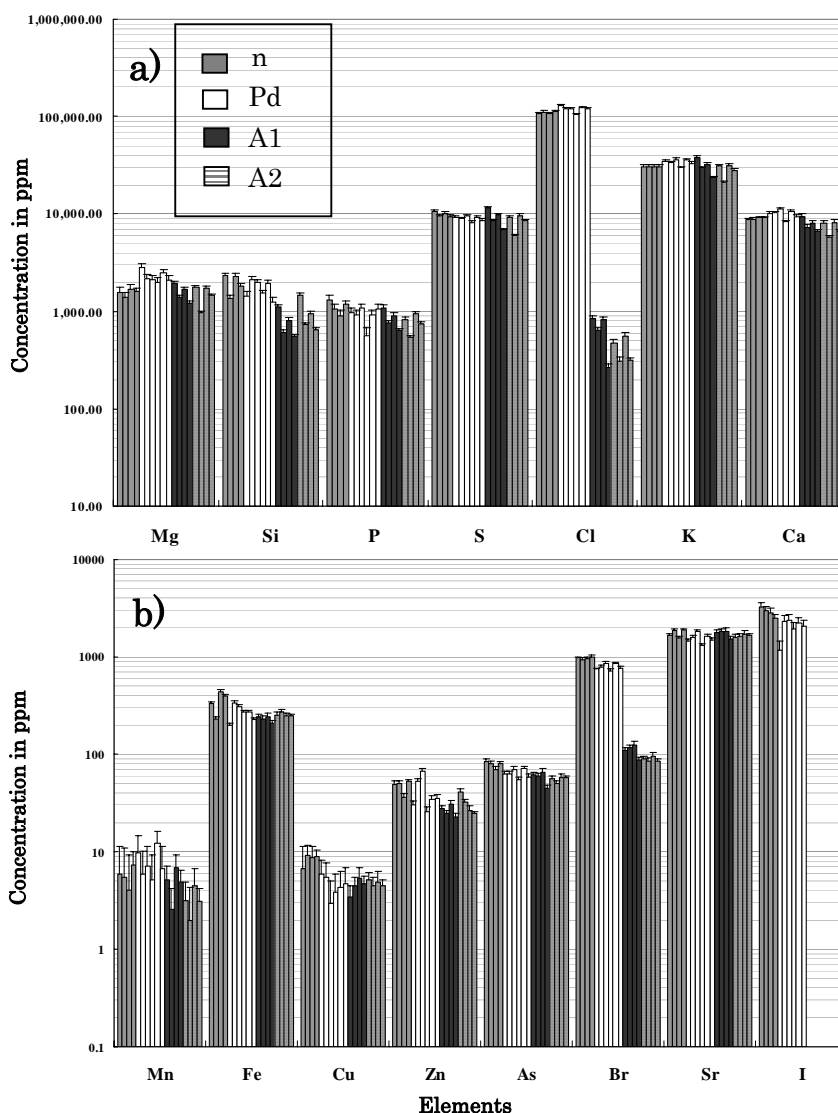 1,000,000.00
100,000.00
10,000.00
1,000.00
100.00
10.00
Concentration in ppm
a)
n
Pd
A1
A2
Mg Si P S Cl K Ca
10000
1000
100
10
1
0.1
Concentration in ppm
b)
Mn Fe Cu Zn As Br Sr I
Elements